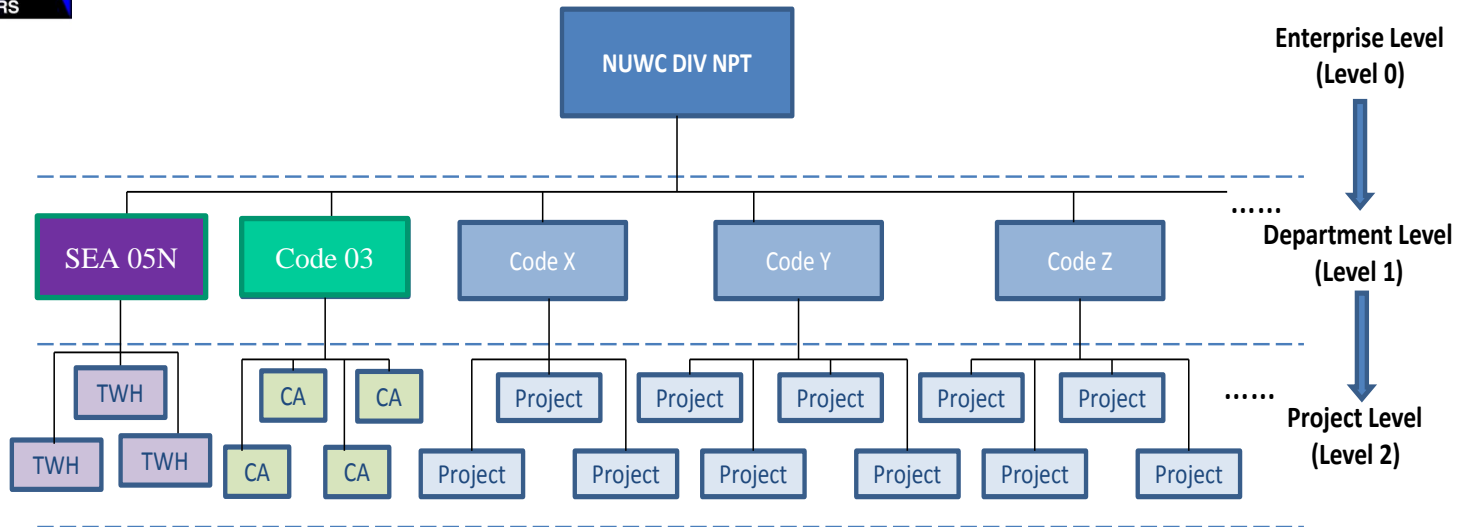 RS
NUWC DIV NPT
Enterprise Level
(Level 0)
SEA 05N
Code 03
Code X
Code Y
Code Z
......
Department Level
(Level 1)
TWH
TWH
TWH
CA
CA
CA
CA
Project
Project
Project
Project
Project
Project
Project
Project
Project
Project
Project
......
Project Level
(Level 2)